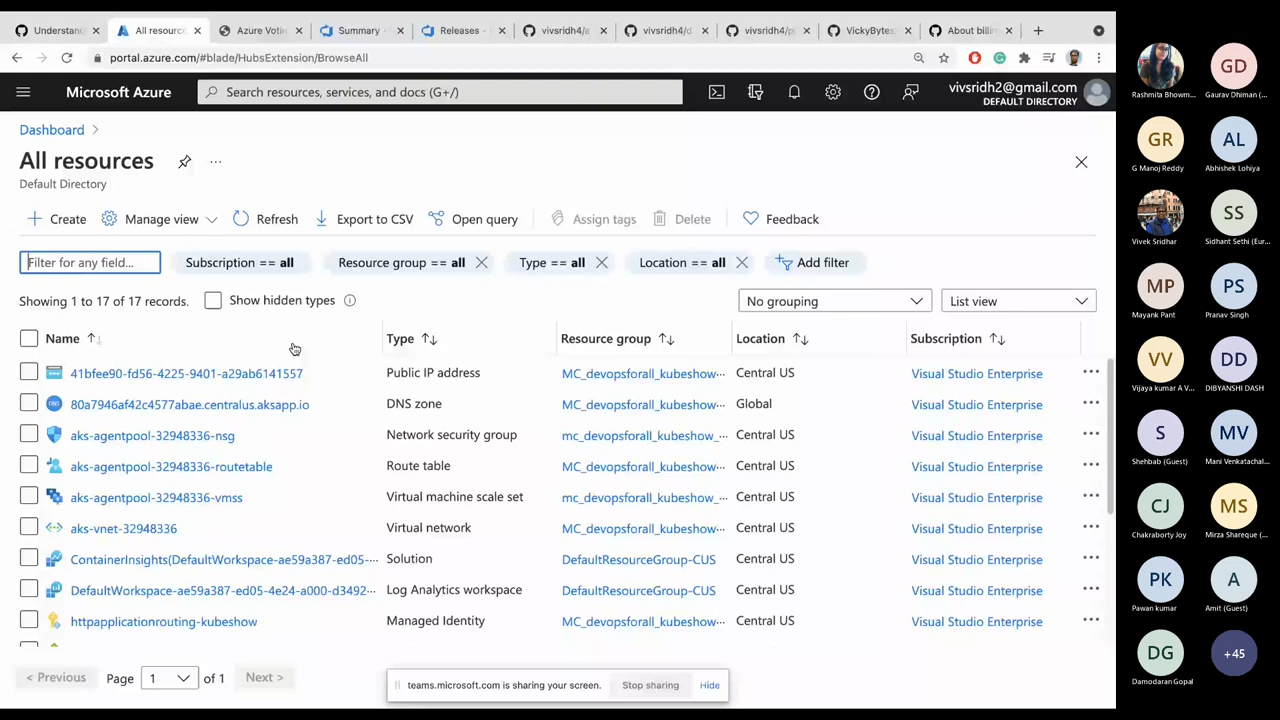 Understan
All resourc
Azure Votin
Summary -
Releases -
vivsridh4/a
vivsridh4/d
vivsridh4/p
VickyBytes
About billin
portal.azure.com/#blade/HubsExtension/BrowseAll
Microsoft Azure
Search resources, services, and docs (G+/)
vivsridh2@gmail.com
DEFAULT DIRECTORY
Dashboard
All resources
Default Directory
Create
Manage view
Refresh
Export to CSV
Open query
Assign tags
Delete
Feedback
Filter for any field...
Subscription == all
Resource group == all
Type == all
Location == all
Add filter
Showing 1 to 17 of 17 records.
Show hidden types
No grouping
List view
Name Type Resource group Location Subscription
41bfee90-fd56-4225-9401-a29ab6141557 Public IP address MC_devopsforall_kubeshow-... Central US Visual Studio Enterprise
80a7946af42c4577abae.centralus.aksapp.io DNS zone MC_devopsforall_kubeshow-... Global Visual Studio Enterprise
aks-agentpool-32948336-nsg Network security group mc_devopsforall_kubeshow_... Central US Visual Studio Enterprise
aks-agentpool-32948336-routetable Route table MC_devopsforall_kubeshow-... Central US Visual Studio Enterprise
aks-agentpool-32948336-vmss Virtual machine scale set mc_devopsforall_kubeshow_... Central US Visual Studio Enterprise
aks-vnet-32948336 Virtual network MC_devopsforall_kubeshow-... Central US Visual Studio Enterprise
ContainerInsights(DefaultWorkspace-ae59a387-ed05-... Solution DefaultResourceGroup-CUS Central US Visual Studio Enterprise
DefaultWorkspace-ae59a387-ed05-4e24-a000-d3492... Log Analytics workspace DefaultResourceGroup-CUS Central US Visual Studio Enterprise
httpapplicationrouting-kubeshow Managed Identity MC_devopsforall_kubeshow-... Central US Visual Studio Enterprise
< Previous
Page 1 of 1
Next >
teams.microsoft.com is sharing your screen.
Stop sharing
Hide
Rashmita Bhowm...
GD
Gaurav Dhiman (...
GR
G Manoj Reddy
AL
Abhishek Lohiya
Vivek Sridhar
SS
Sidhant Sethi (Eur...
MP
Mayank Pant
PS
Pranav Singh
VV
Vijaya kumar A V...
DD
DIBYANSHI DASH
S
Shehbab (Guest)
MV
Mani Venkatachal...
CJ
Chakraborty Joy
MS
Mirza Shareque (...
PK
Pawan kumar
A
Amit (Guest)
DG
Damodaran Gopal
+45